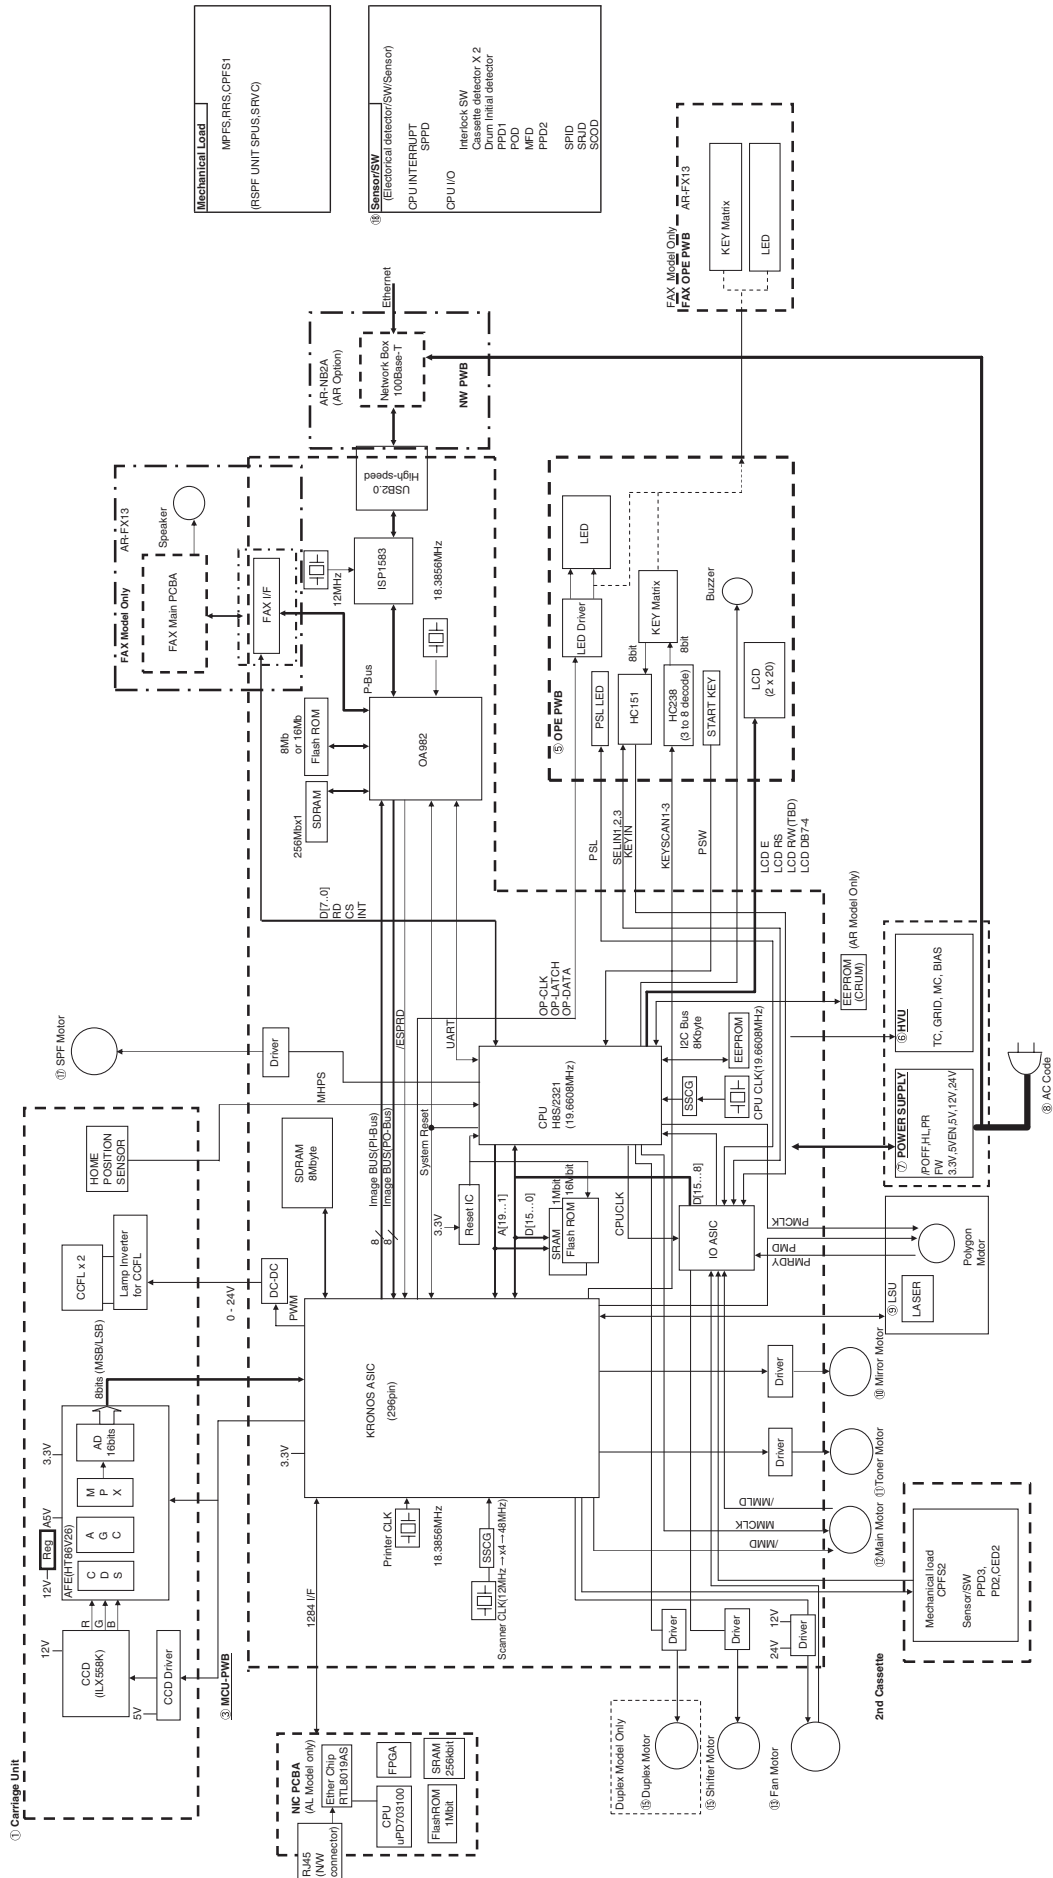 ① Carriage Unit
CCD
(ILX558K)
12V
R
G
B
CCD Driver
5V
12V
Reg
A5V
3.3V
AFE(HT86V26)
C
D
S
A
G
C
M
P
X
AD
16bits
8bits (MSB/LSB)
CCFL x 2
Lamp Inverter
for CCFL
HOME
POSITION
SENSOR
0 - 24V
③ MCU-PWB
⑰ SPF Motor
Driver
MHPS
DC-DC
PWM
SDRAM
8Mbyte
KRONOS ASIC
(296pin)
3.3V
1284 I/F
Printer CLK
18.3856MHz
SSCG
Scanner CLK(12MHz → x4 → 48MHz)
Image BUS(PI-Bus)
Image BUS(PO-Bus)
8
8
/ESPRD
System Reset
UART
3.3V
Reset IC
A[19...1]
D[15...0]
SRAM
1Mbit
Flash ROM
16Mbit
CPU
H8S/2321
(19.6608MHz)
CPUCLK
D[15...8]
IO ASIC
SSCG
CPU CLK(19.6608MHz)
EEPROM
I2C Bus
8Kbyte
EEPROM
(CRUM)
(AR Model Only)
OP-CLK
OP-LATCH
OP-DATA
D[7..0]
RD
CS
INT
256Mbx1
SDRAM
8Mb
or 16Mb
Flash ROM
OA982
P-Bus
18.3856MHz
12MHz
ISP1583
USB2.0
High-speed
FAX I/F
FAX Model Only
AR-FX13
FAX Main PCBA
Speaker
AR-NB2A
(AR Option)
Network Box
100Base-T
NW PWB
Ethernet
Mechanical Load
MPFS,RRS,CPFS1
(RSPF UNIT SPUS,SRVC)
⑱ Sensor/SW
(Electorical detector/SW/Sensor)
CPU INTERRUPT
SPPD
CPU I/O
Interlock SW
Cassette detector X 2
Drum Initial detector
PPD1
POD
MFD
PPD2
SPID
SRJD
SCOD
FAX Model Only
FAX OPE PWB
AR-FX13
KEY Matrix
LED
⑤ OPE PWB
PSL LED
LED Driver
LED
HC151
8bit
KEY Matrix
8bit
HC238
(3 to 8 decode)
START KEY
Buzzer
LCD
(2 x 20)
PSL
SELIN1,2,3
KEYIN
KEYSCAN1-3
PSW
LCD E
LCD RS
LCD R/W(TBD)
LCD DB7-4
⑥ HVU
TC, GRID, MC, BIAS
⑦ POWER SUPPLY
/POFF,HL,PR
FW
3.3V,5VEN,5V,12V,24V
⑧ AC Code
PMCLK
PMD
PMRDY
⑨ LSU
LASER
Polygon
Motor
Driver
⑩ Mirror Motor
Driver
⑪Toner Motor
/MMLD
MMCLK
/MMD
⑫Main Motor
2nd Cassette
Mechanical load
CPFS2
Sensor/SW
PPD3,
PD2,CED2
Driver
Driver
24V
12V
Driver
Duplex Model Only
⑮ Duplex Motor
⑮ Shifter Motor
⑬ Fan Motor
NIC PCBA
(AL Model only)
RJ45
(N/W
connector)
Ether Chip
RTL8019AS
CPU
uPD703100
FPGA
FlashROM
1Mbit
SRAM
256kbit